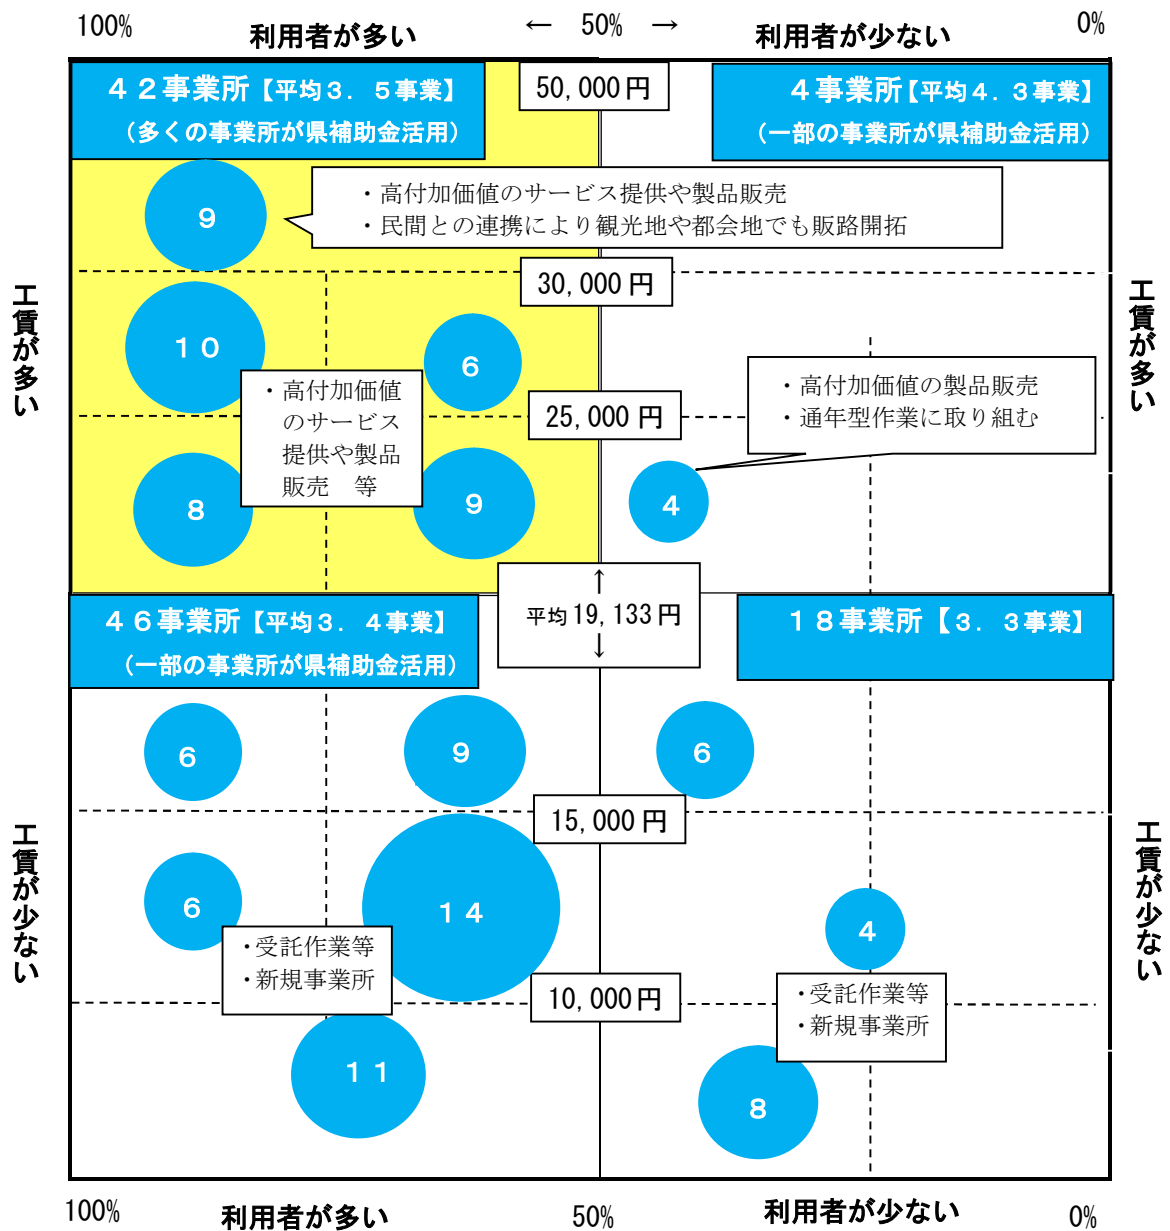 100%
利用者が多い
← 50% →
利用者が少ない
0%
４２事業所【平均３．５事業】
（多くの事業所が県補助金活用）
50,000円
４事業所【平均４．３事業】
（一部の事業所が県補助金活用）
９
・高付加価値のサービス提供や製品販売
・民間との連携により観光地や都会地でも販路開拓
30,000円
工賃が多い
工賃が多い
１０
６
・高付加価値
のサービス
提供や製品
販売　等
25,000円
・高付加価値の製品販売
・通年型作業に取り組む
８
９
４
↑
平均19,133円
↓
４６事業所【平均３．４事業】
（一部の事業所が県補助金活用）
１８事業所【３．３事業】
６
９
６
15,000円
工賃が少ない
工賃が少ない
６
１４
４
・受託作業等
・新規事業所
10,000円
・受託作業等
・新規事業所
１１
８
100%
利用者が多い
50%
利用者が少ない
0%